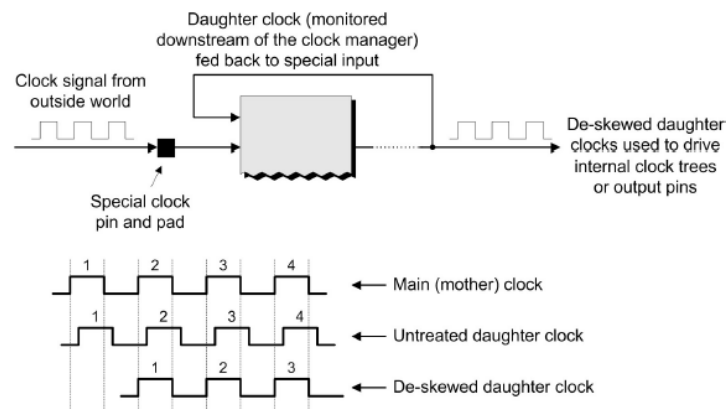 Daughter clock (monitored
downstream of the clock manager)
fed back to special input
Clock signal from
outside world
De-skewed daughter
clocks used to drive
internal clock trees
or output pins
Special clock
pin and pad
1 2 3 4
Main (mother) clock
1 2 3 4
Untreated daughter clock
1 2 3
De-skewed daughter clock